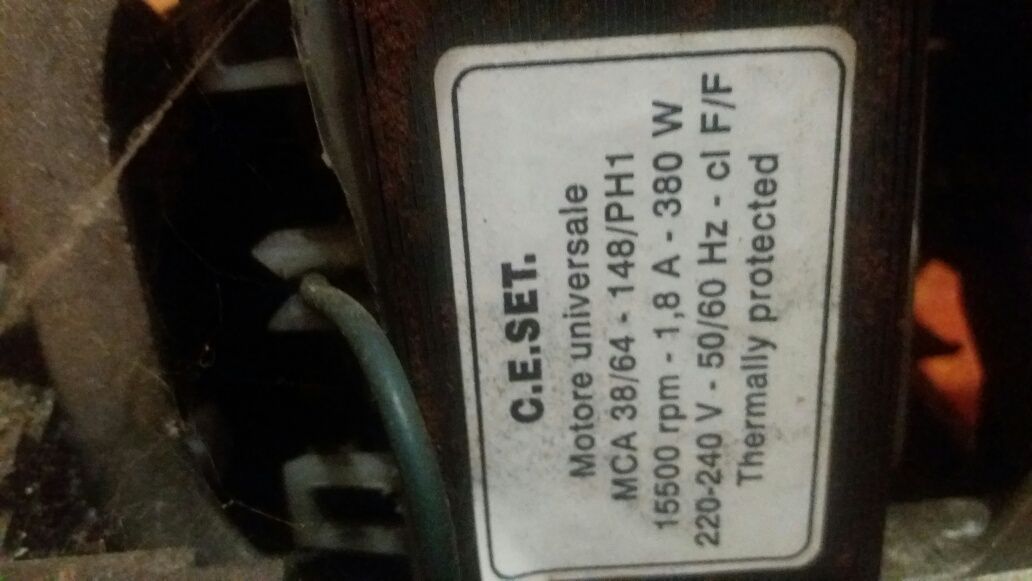 C.E.SET.
Motore universale
MCA 38/64 - 148/PH1
15500 rpm - 1,8 A - 380 W
220-240 V - 50/60 Hz - cl F/F
Thermally protected